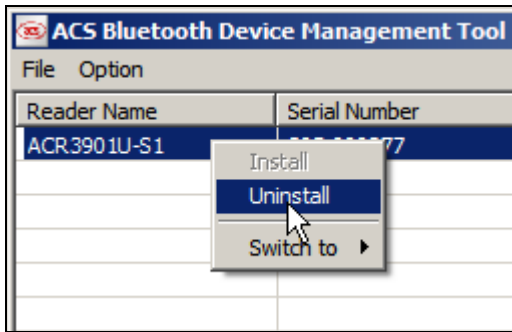 ACS Bluetooth Device Management Tool
File Option
Reader Name Serial Number
ACR3901U-S1
Install
Uninstall
Switch to